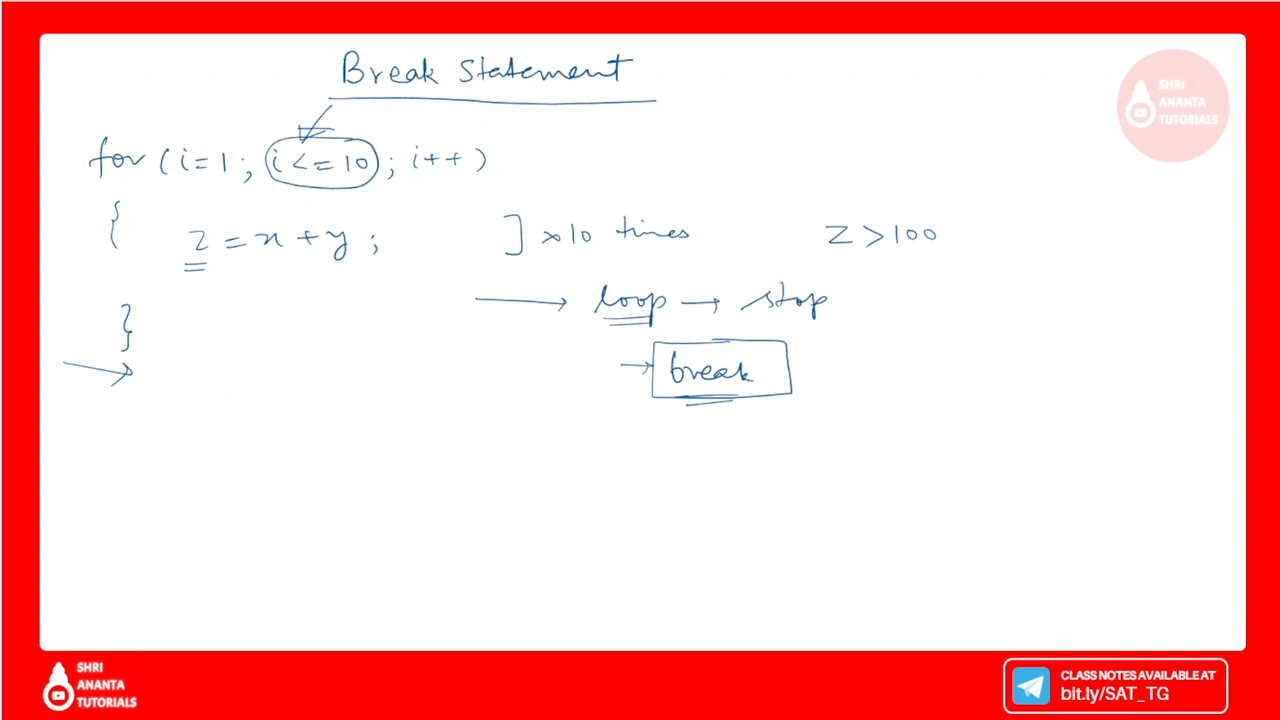 Break Statement
SHRI
ANANTA
TUTORIALS
for (i=1; i<=10; i++)
{
z = x + y; ] x 10 times z > 100
→ loop → stop
}
→ break
SHRI
ANANTA
TUTORIALS
CLASS NOTES AVAILABLE AT
bit.ly/SAT_TG